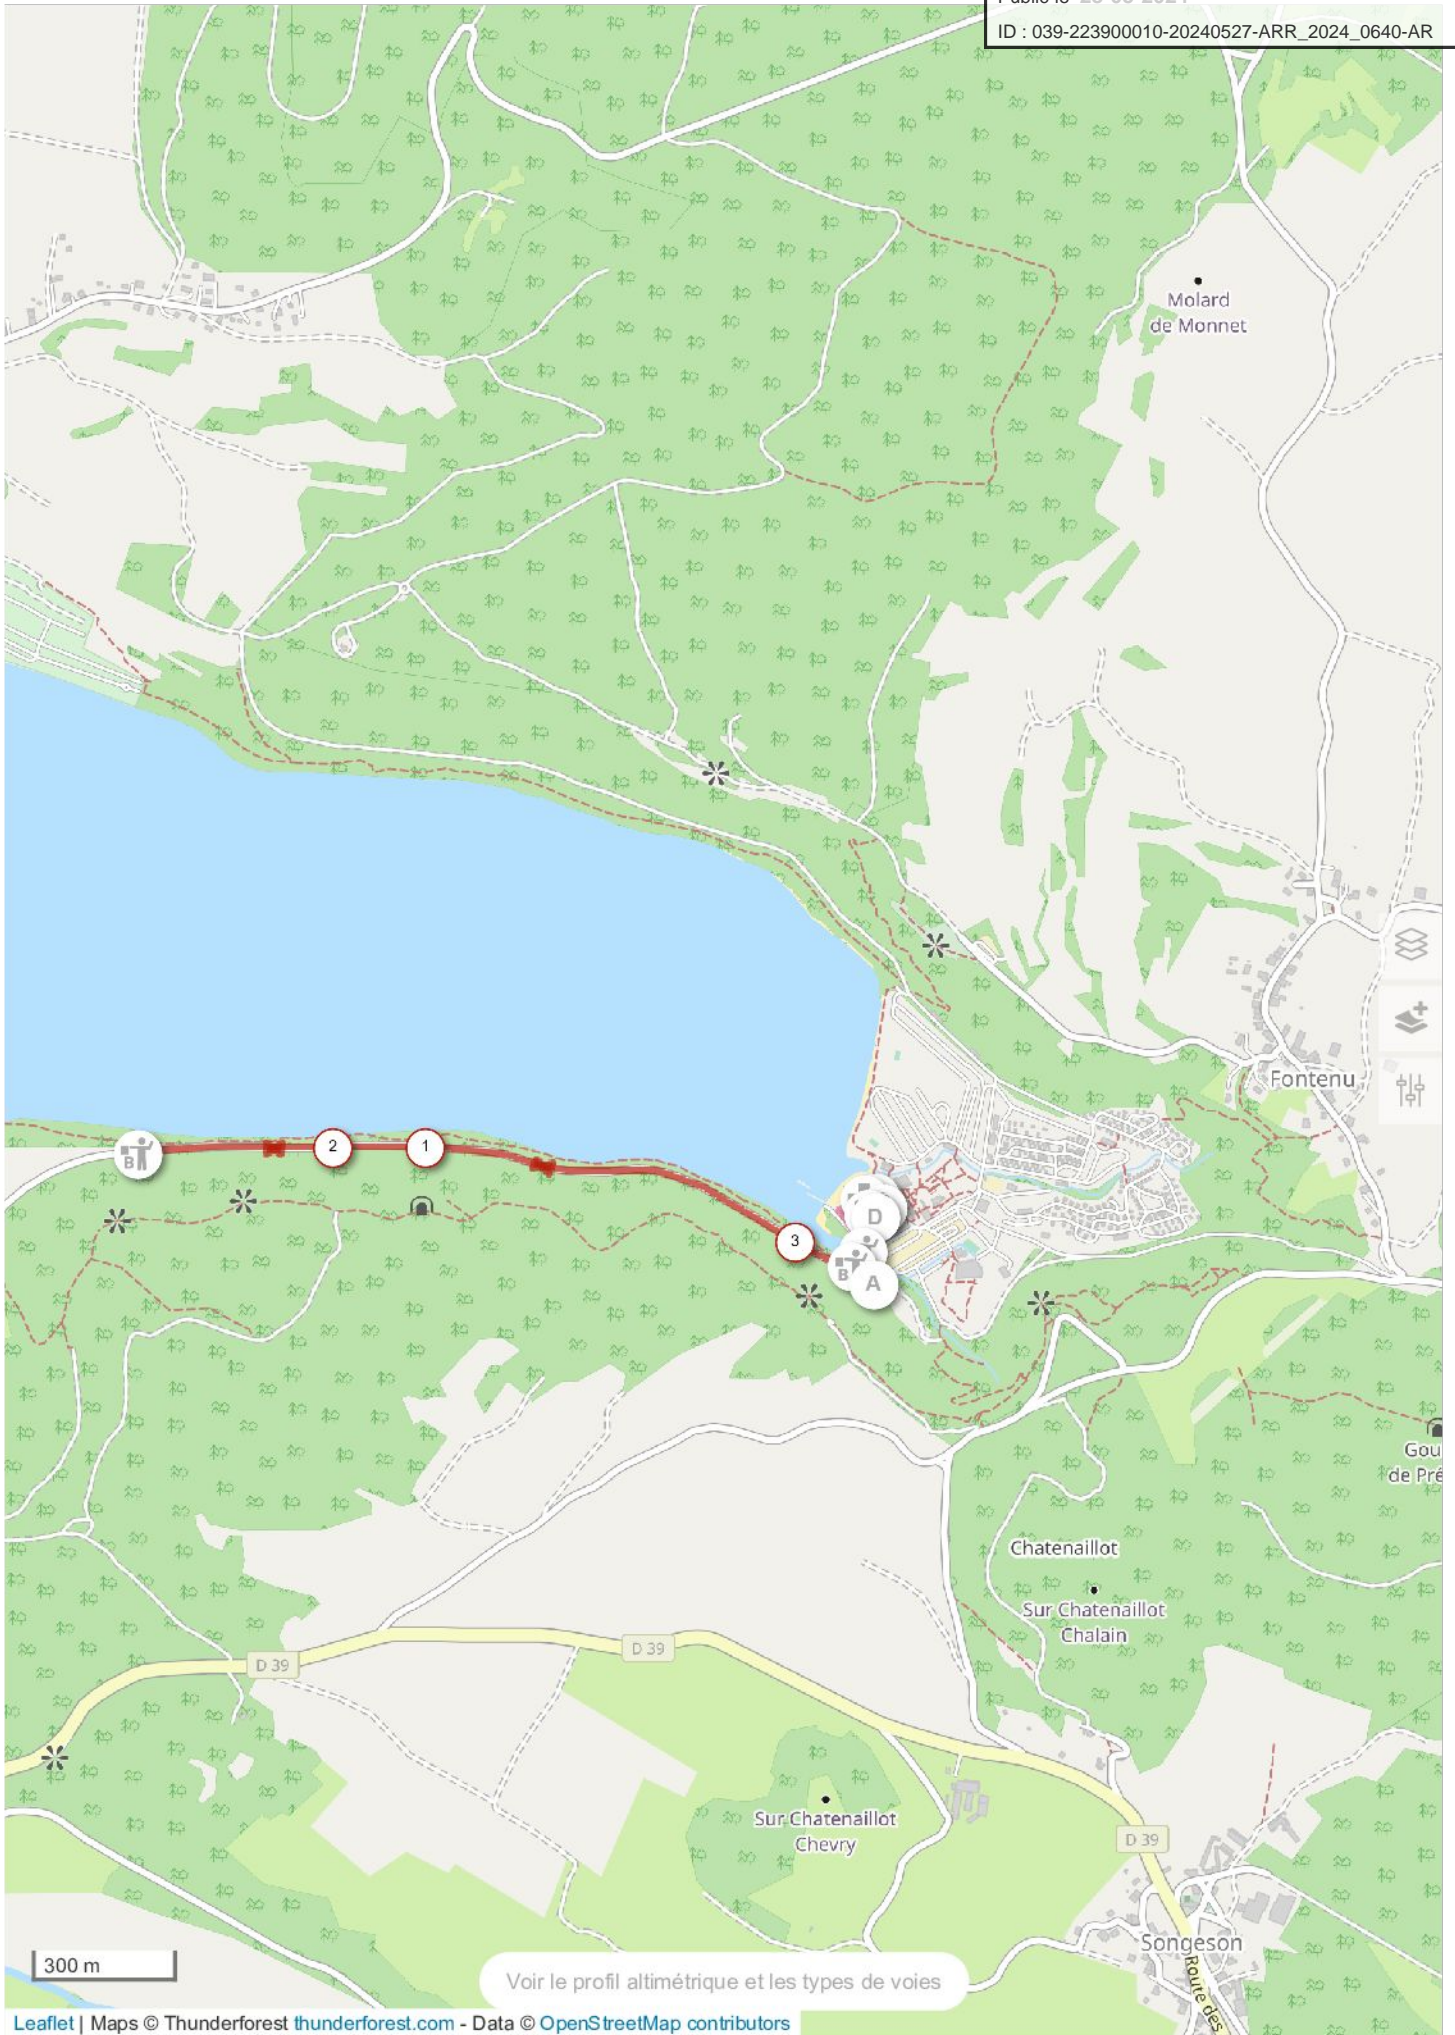 ID : 039-223900010-20240527-ARR_2024_0640-AR
Molard
de Monnet
Fontenu
B
2
1
D
3
B
A
Gou
de Pré
Chatenaillot
Sur Chatenaillot
Chalain
D 39
D 39
Sur Chatenaillot
Chevry
D 39
Songeson
Route des
300 m
Voir le profil altimétrique et les types de voies
Leaflet | Maps © Thunderforest thunderforest.com - Data © OpenStreetMap contributors